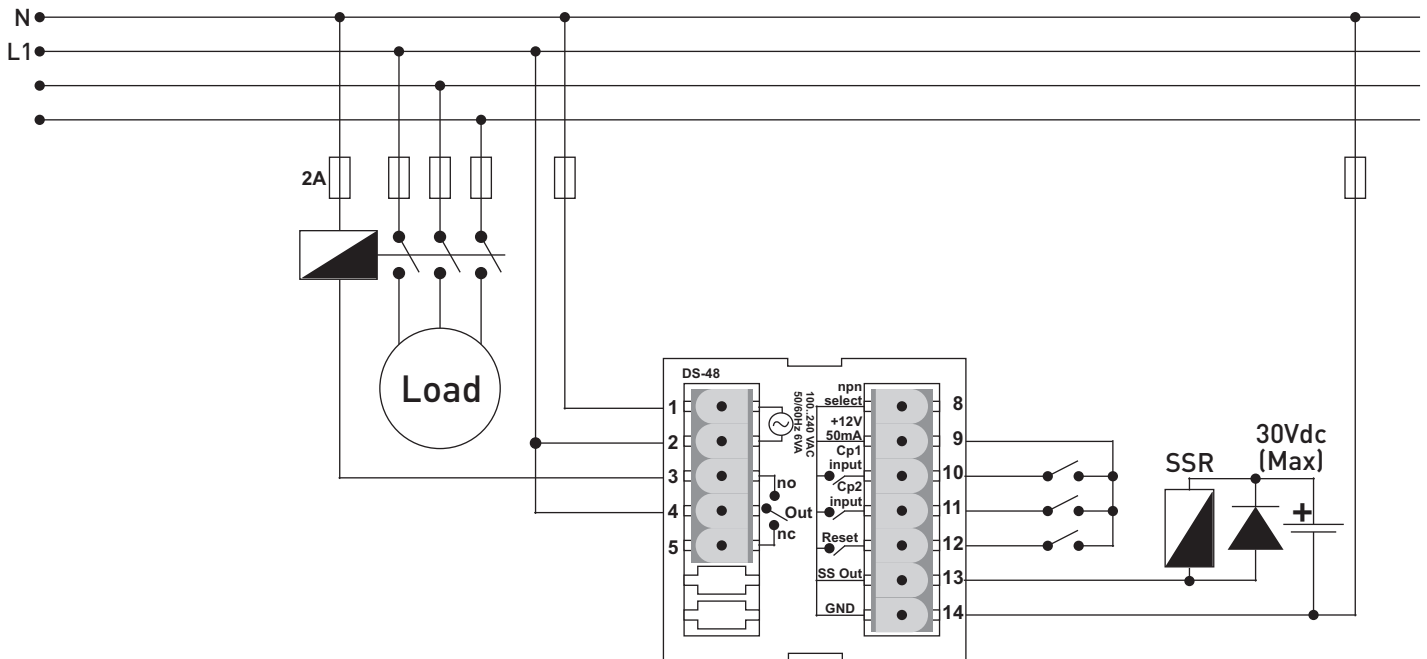 N
L1
2A
Load
DS-48
1
2
3
4
5
100..240 VAC
50/60Hz 6VA
no
Out
nc
npn
select
+12V
50mA
Cp1
input
Cp2
input
Reset
SS Out
GND
8
9
10
11
12
13
14
SSR
30Vdc
(Max)
+